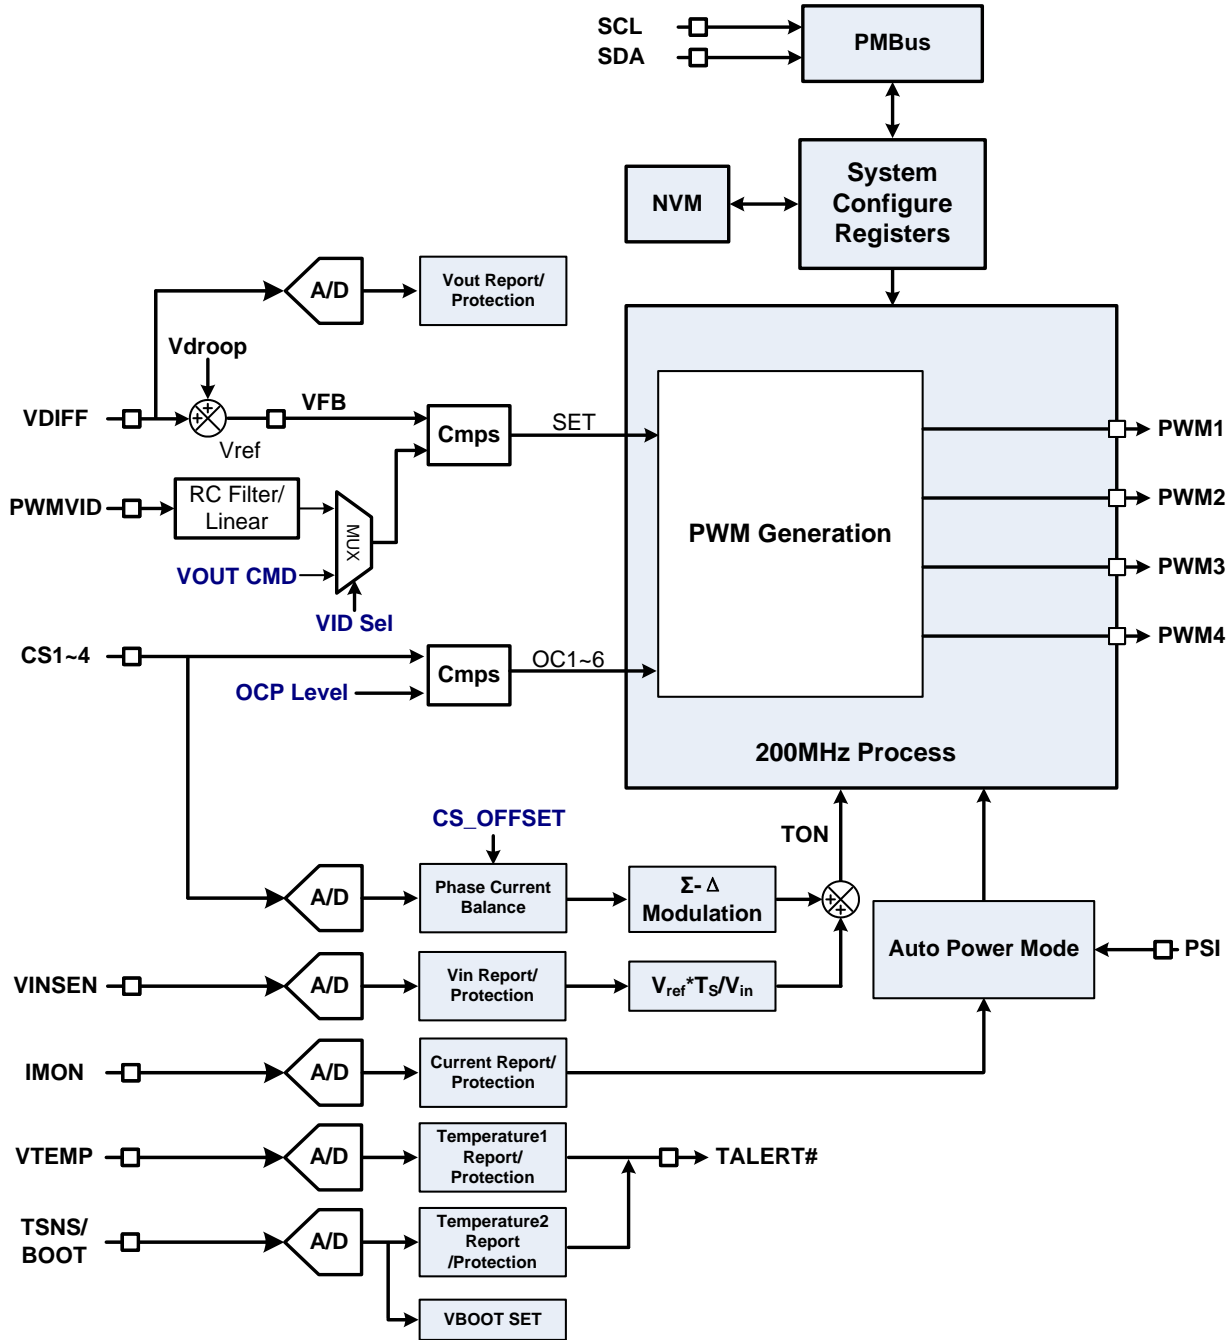 SCL
SDA
PMBus
System
Configure
Registers
NVM
A/D
Vout Report/
Protection
Vdroop
VDIFF
+
+
VFB
Vref
Cmps
SET
PWMVID
RC Filter/
Linear
MUX
VOUT CMD
VID Sel
PWM Generation
PWM1
PWM2
PWM3
PWM4
CS1~4
Cmps
OC1~6
OCP Level
200MHz Process
CS_OFFSET
TON
A/D
Phase Current
Balance
Σ- Δ
Modulation
+
+
Auto Power Mode
PSI
VINSEN
A/D
Vin Report/
Protection
Vref*TS/Vin
IMON
A/D
Current Report/
Protection
VTEMP
A/D
Temperature1
Report/
Protection
TALERT#
TSNS/
BOOT
A/D
Temperature2
Report
/Protection
VBOOT SET